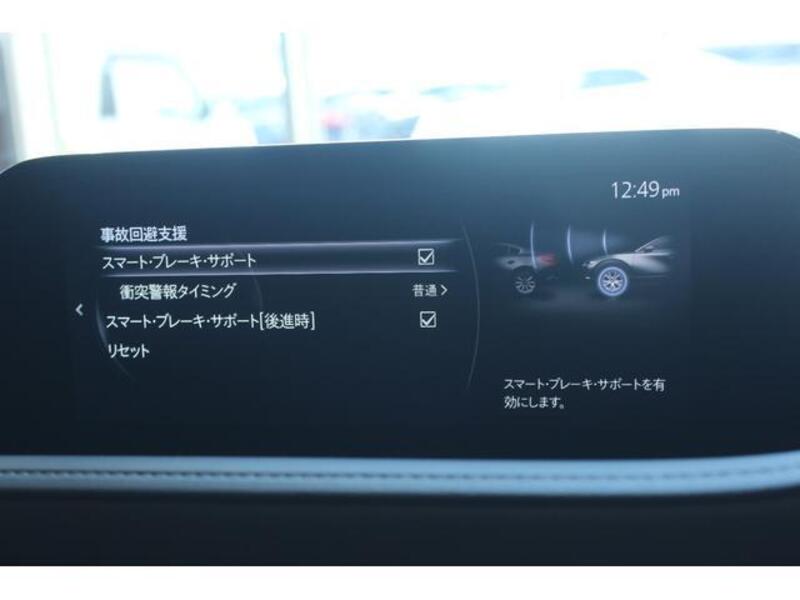 12:49pm
事故回避支援
スマート・ブレーキ・サポート
衝突警報タイミング 普通
スマート・ブレーキ・サポート[後進時]
リセット
スマート・ブレーキ・サポートを有
効にします。